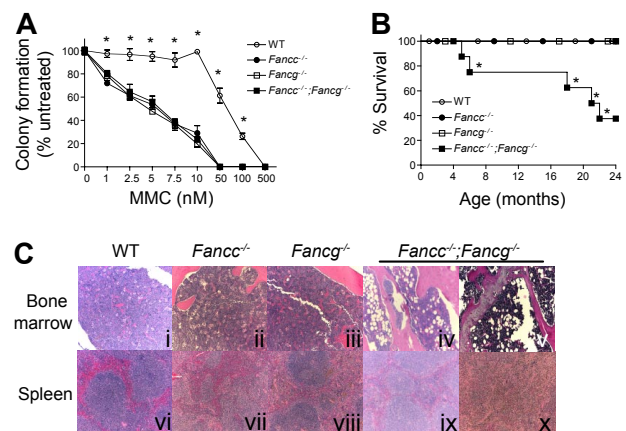 A
Colony formation
(% untreated)
* * * * * * *
100
80
60
40
20
0
0 1 2.5 5 7.5 10 50 100 500
MMC (nM)
WT
Fancc-/-
Fancg-/-
Fancc-/-;Fancg-/-
B
% Survival
100
80
60
40
20
0
0 4 8 12 16 20 24
Age (months)
WT
Fancc-/-
Fancg-/-
Fancc-/-;Fancg-/-
* * * * *
C
WT Fancc-/- Fancg-/- Fancc-/-;Fancg-/-
Bone
marrow
i ii iii iv v
Spleen
vi vii viii ix x